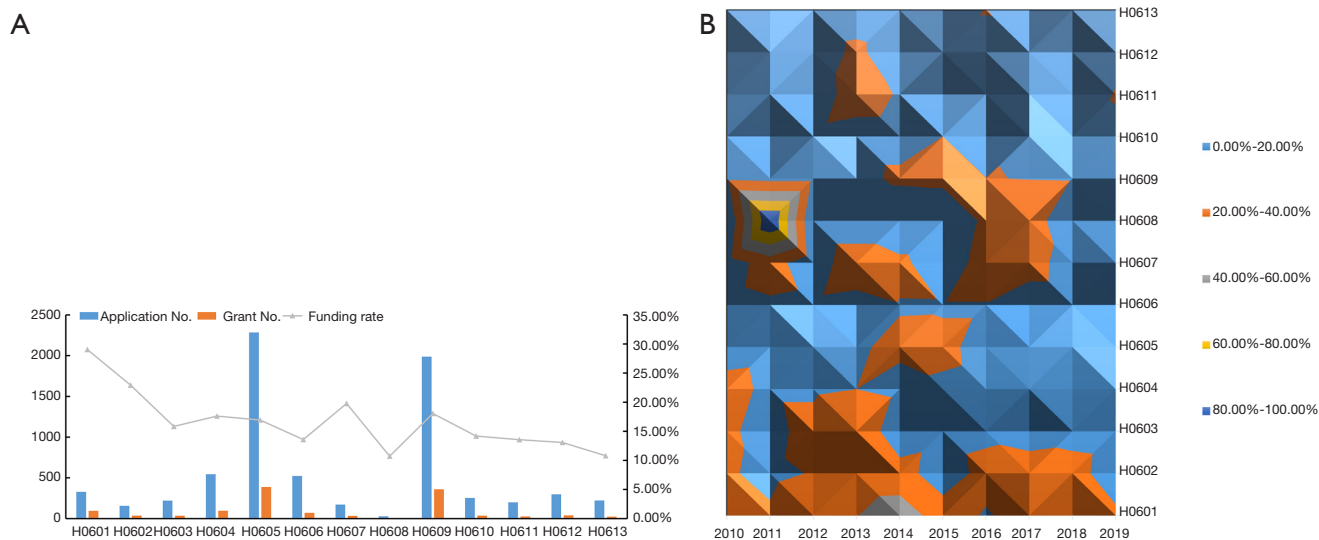 A
2500
2000
1500
1000
500
0
Application No. Grant No. Funding rate
35.00%
30.00%
25.00%
20.00%
15.00%
10.00%
5.00%
0.00%
H0601 H0602 H0603 H0604 H0605 H0606 H0607 H0608 H0609 H0610 H0611 H0612 H0613
B
H0613
H0612
H0611
H0610
H0609
H0608
H0607
H0606
H0605
H0604
H0603
H0602
H0601
2010 2011 2012 2013 2014 2015 2016 2017 2018 2019
0.00%-20.00%
20.00%-40.00%
40.00%-60.00%
60.00%-80.00%
80.00%-100.00%